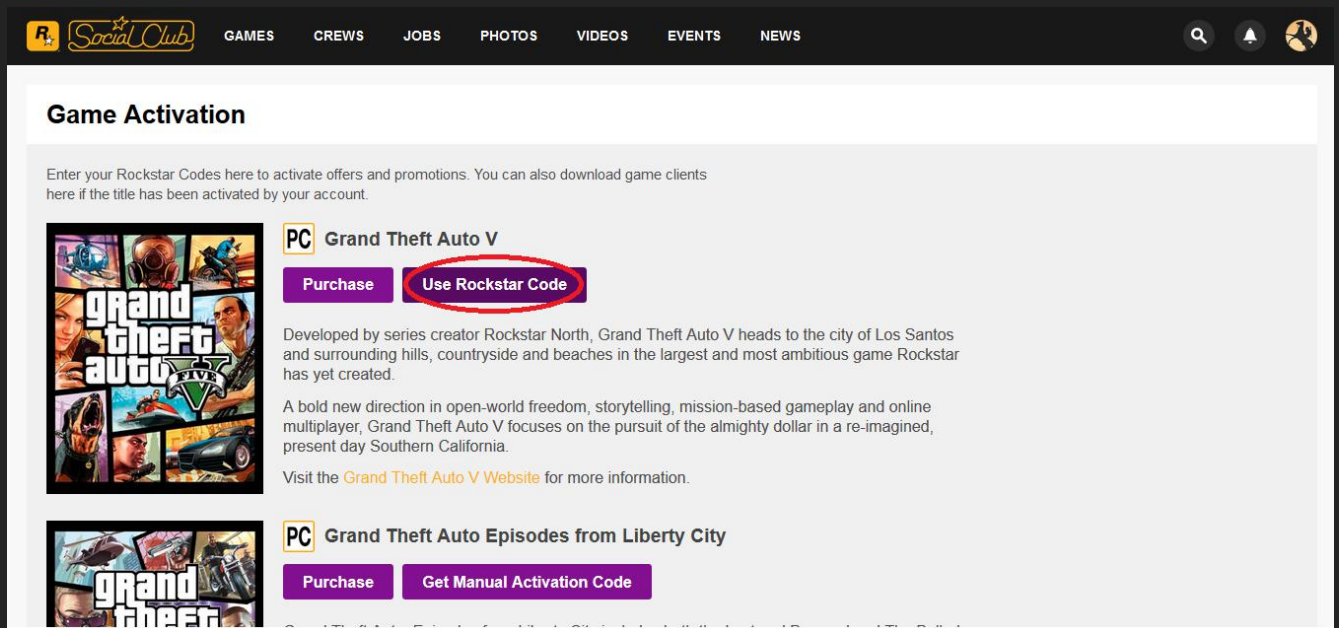 R★ Social Club GAMES CREWS JOBS PHOTOS VIDEOS EVENTS NEWS
Game Activation
Enter your Rockstar Codes here to activate offers and promotions. You can also download game clients
here if the title has been activated by your account.
grand
theft
auto
FIVE
PC Grand Theft Auto V
Purchase Use Rockstar Code
Developed by series creator Rockstar North, Grand Theft Auto V heads to the city of Los Santos
and surrounding hills, countryside and beaches in the largest and most ambitious game Rockstar
has yet created.
A bold new direction in open-world freedom, storytelling, mission-based gameplay and online
multiplayer, Grand Theft Auto V focuses on the pursuit of the almighty dollar in a re-imagined,
present day Southern California.
Visit the Grand Theft Auto V Website for more information.
grand
theft
PC Grand Theft Auto Episodes from Liberty City
Purchase Get Manual Activation Code